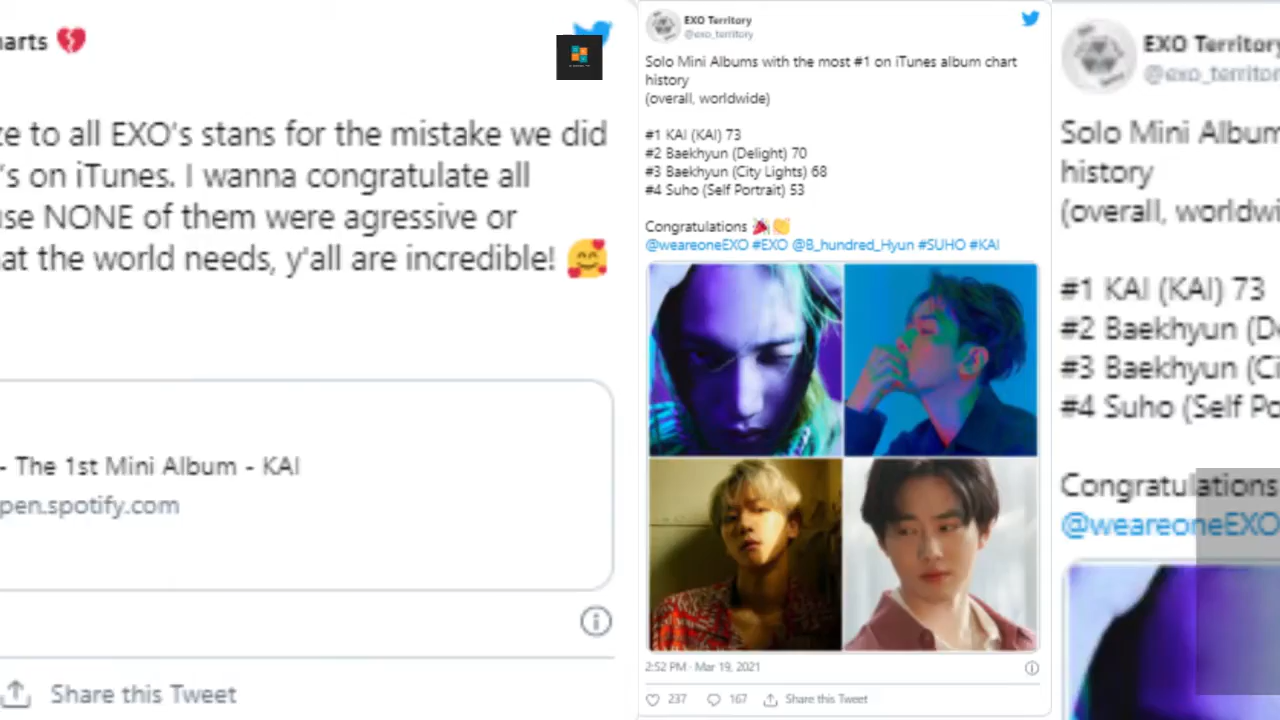 arts 💔
ze to all EXO's stans for the mistake we did
's on iTunes. I wanna congratulate all
use NONE of them were agressive or
at the world needs, y'all are incredible! 🥰
- The 1st Mini Album - KAI
pen.spotify.com
Share this Tweet
EXO Territory
@exo_territory
Solo Mini Albums with the most #1 on iTunes album chart
history
(overall, worldwide)
#1 KAI (KAI) 73
#2 Baekhyun (Delight) 70
#3 Baekhyun (City Lights) 68
#4 Suho (Self Portrait) 53
Congratulations 🎉👏
@weareoneEXO #EXO @B_hundred_Hyun #SUHO #KAI
2:52 PM · Mar 19, 2021
237 167 Share this Tweet
EXO Territory
@exo_territor
Solo Mini Album
history
(overall, worldwi
#1 KAI (KAI) 73
#2 Baekhyun (De
#3 Baekhyun (Ci
#4 Suho (Self Po
Congratulations
@weareoneEXO